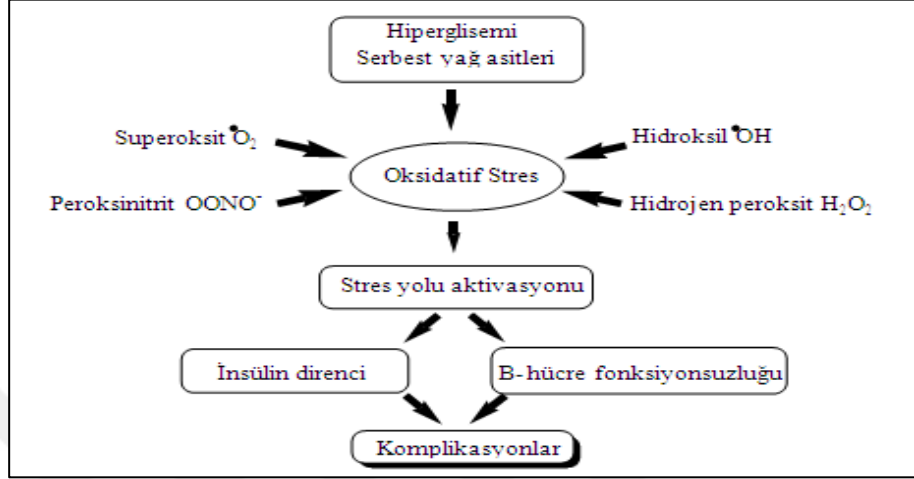 Hiperglisemi
Serbest yağ asitleri
Superoksit •O₂
Hidroksil •OH
Oksidatif Stres
Peroksinitrit OONO⁻
Hidrojen peroksit H₂O₂
Stres yolu aktivasyonu
İnsülin direnci
B-hücre fonksiyonsuzluğu
Komplikasyonlar